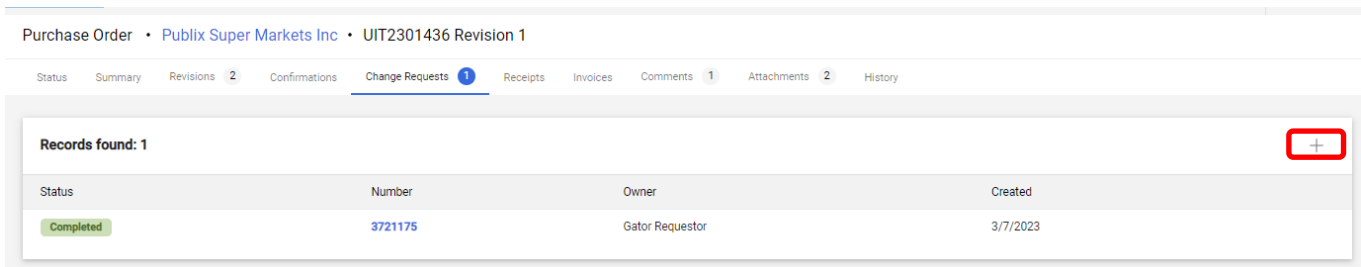 Purchase Order • Publix Super Markets Inc • UIT2301436 Revision 1
Status Summary Revisions 2 Confirmations Change Requests 1 Receipts Invoices Comments 1 Attachments 2 History
Records found: 1 +
Status Number Owner Created
Completed 3721175 Gator Requestor 3/7/2023